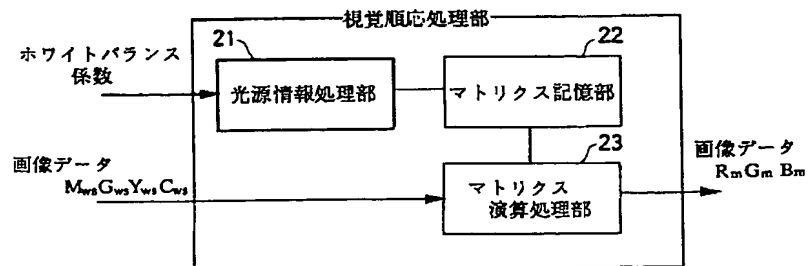 視覚順応処理部
21
22
ホワイトバランス
係数
光源情報処理部
マトリクス記憶部
23
画像データ
MwsGwsYwsCws
マトリクス
演算処理部
画像データ
RmGmBm